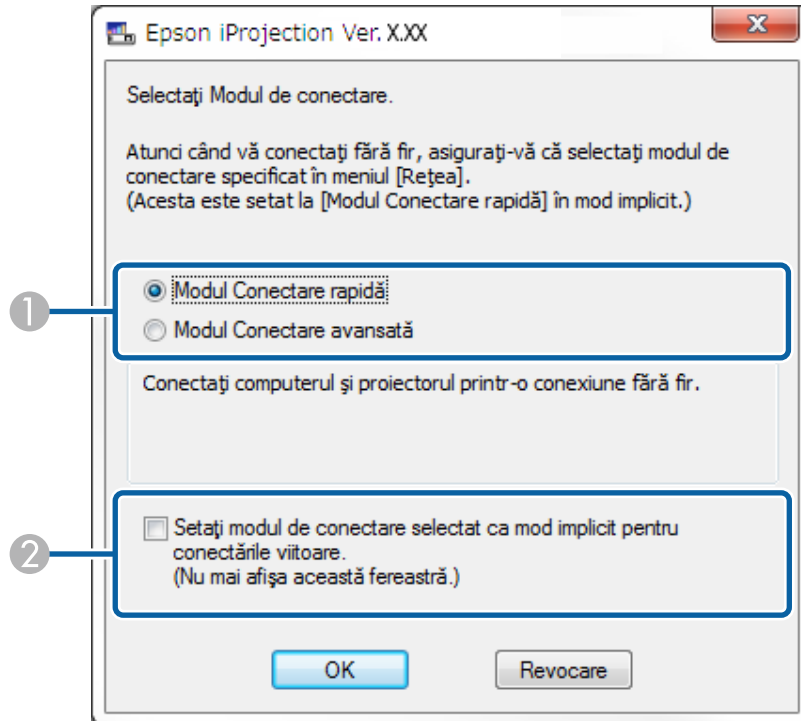 Epson iProjection Ver. X.XX
x
Selectaţi Modul de conectare.
Atunci când vă conectaţi fără fir, asiguraţi-vă că selectaţi modul de
conectare specificat în meniul [Reţea].
(Acesta este setat la [Modul Conectare rapidă] în mod implicit.)
1
Modul Conectare rapidă
Modul Conectare avansată
Conectaţi computerul şi proiectorul printr-o conexiune fără fir.
2
Setaţi modul de conectare selectat ca mod implicit pentru
conectările viitoare.
(Nu mai afişa această fereastră.)
OK
Revocare